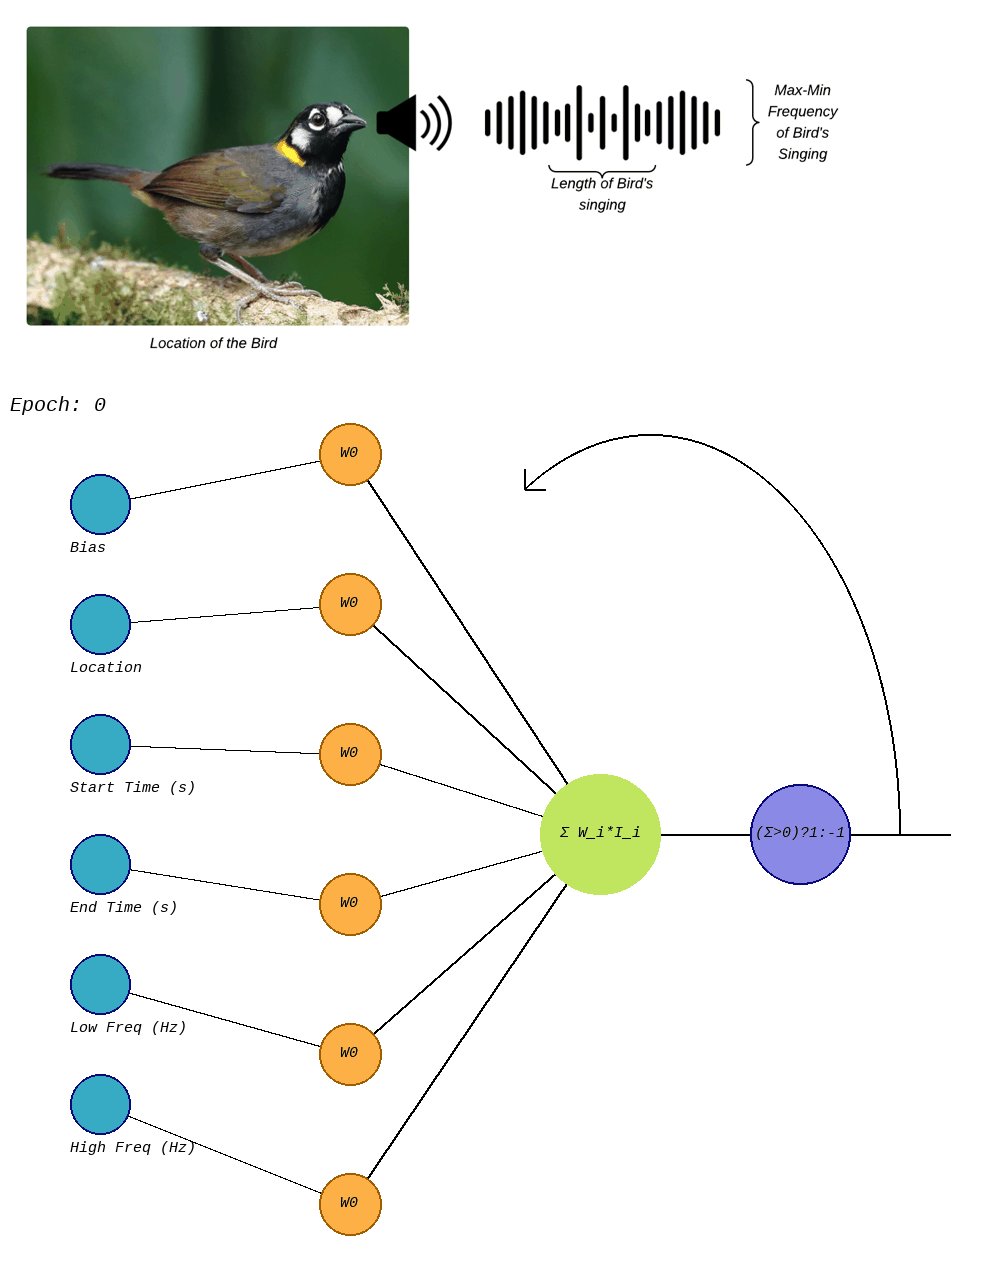 Max-Min
Frequency
of Bird's
Singing
Length of Bird's
singing
Location of the Bird
Epoch: 0
W0
Bias
W0
Location
W0
Start Time (s)
Σ W_i*I_i
(Σ>0)?1:-1
W0
End Time (s)
W0
Low Freq (Hz)
W0
High Freq (Hz)